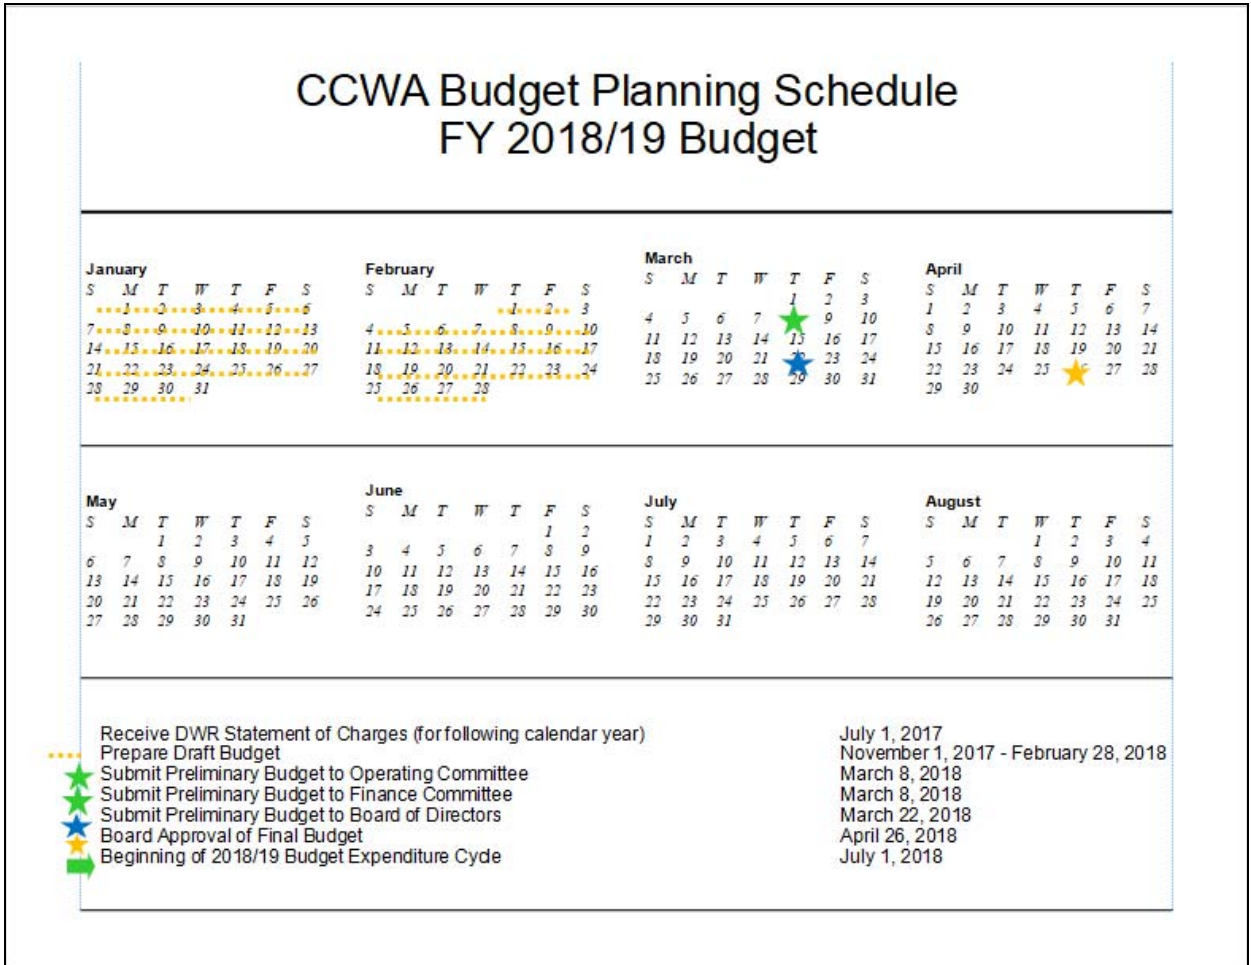 CCWA Budget Planning Schedule
FY 2018/19 Budget
January
S M T W T F S
1 2 3 4 5 6
7 8 9 10 11 12 13
14 15 16 17 18 19 20
21 22 23 24 25 26 27
28 29 30 31
February
S M T W T F S
1 2 3
4 5 6 7 8 9 10
11 12 13 14 15 16 17
18 19 20 21 22 23 24
25 26 27 28
March
S M T W T F S
1 2 3
4 5 6 7 9 10
11 12 13 14 15 16 17
18 19 20 21 23 24
25 26 27 28 29 30 31
April
S M T W T F S
1 2 3 4 5 6 7
8 9 10 11 12 13 14
15 16 17 18 19 20 21
22 23 24 25 27 28
29 30
May
S M T W T F S
1 2 3 4 5
6 7 8 9 10 11 12
13 14 15 16 17 18 19
20 21 22 23 24 25 26
27 28 29 30 31
June
S M T W T F S
1 2
3 4 5 6 7 8 9
10 11 12 13 14 15 16
17 18 19 20 21 22 23
24 25 26 27 28 29 30
July
S M T W T F S
1 2 3 4 5 6 7
8 9 10 11 12 13 14
15 16 17 18 19 20 21
22 23 24 25 26 27 28
29 30 31
August
S M T W T F S
1 2 3 4
5 6 7 8 9 10 11
12 13 14 15 16 17 18
19 20 21 22 23 24 25
26 27 28 29 30 31
Receive DWR Statement of Charges (for following calendar year) July 1, 2017
Prepare Draft Budget November 1, 2017 - February 28, 2018
Submit Preliminary Budget to Operating Committee March 8, 2018
Submit Preliminary Budget to Finance Committee March 8, 2018
Submit Preliminary Budget to Board of Directors March 22, 2018
Board Approval of Final Budget April 26, 2018
Beginning of 2018/19 Budget Expenditure Cycle July 1, 2018